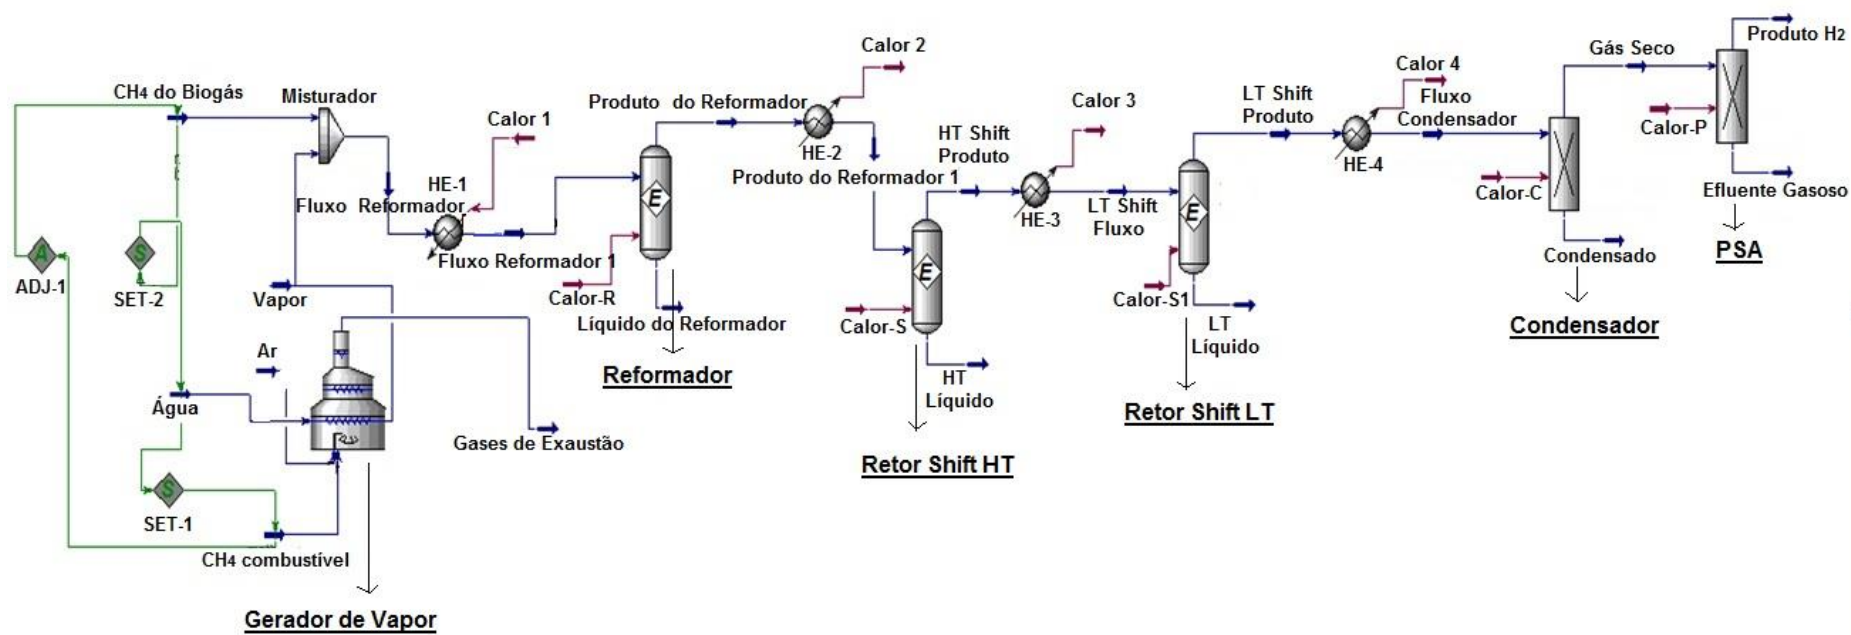 CH4 do Biogás
Misturador
Calor 1
Produto do Reformador
Calor 2
HE-2
HT Shift
Produto
Calor 3
LT Shift
Produto
Calor 4
Fluxo
Condensador
Gás Seco
Produto H2
Calor-P
HE-1
Fluxo Reformador
E
Produto do Reformador 1
HE-3
LT Shift
Fluxo
E
HE-4
Calor-C
Efluente Gasoso
PSA
A
ADJ-1
S
SET-2
Vapor
Fluxo Reformador 1
Calor-R
Líquido do Reformador
E
Calor-S
Calor-S1
LT
Líquido
Condensado
Condensador
Ar
Reformador
HT
Líquido
Retor Shift LT
Água
Gases de Exaustão
Retor Shift HT
S
SET-1
CH4 combustível
Gerador de Vapor